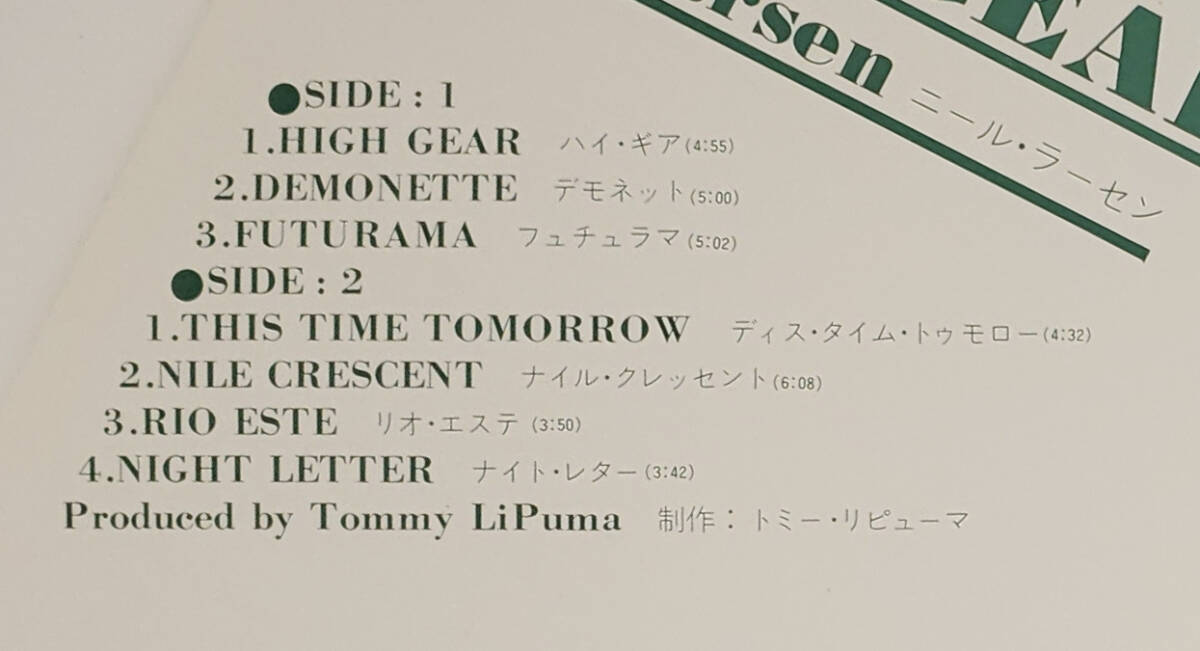 ニール・ラーセン
●SIDE : 1
1.HIGH GEAR ハイ・ギア(4:55)
2.DEMONETTE デモネット(5:00)
3.FUTURAMA フュチュラマ(5:02)
●SIDE : 2
1.THIS TIME TOMORROW ディス・タイム・トゥモロー(4:32)
2.NILE CRESCENT ナイル・クレッセント(6:08)
3.RIO ESTE リオ・エステ(3:50)
4.NIGHT LETTER ナイト・レター(3:42)
Produced by Tommy LiPuma 制作：トミー・リピューマ